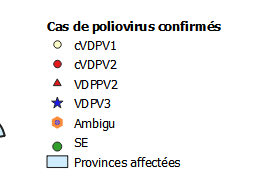 Cas de poliovirus confirmés
cVDPV1
cVDPV2
VDPPV2
VDPV3
Ambigu
SE
Provinces affectées